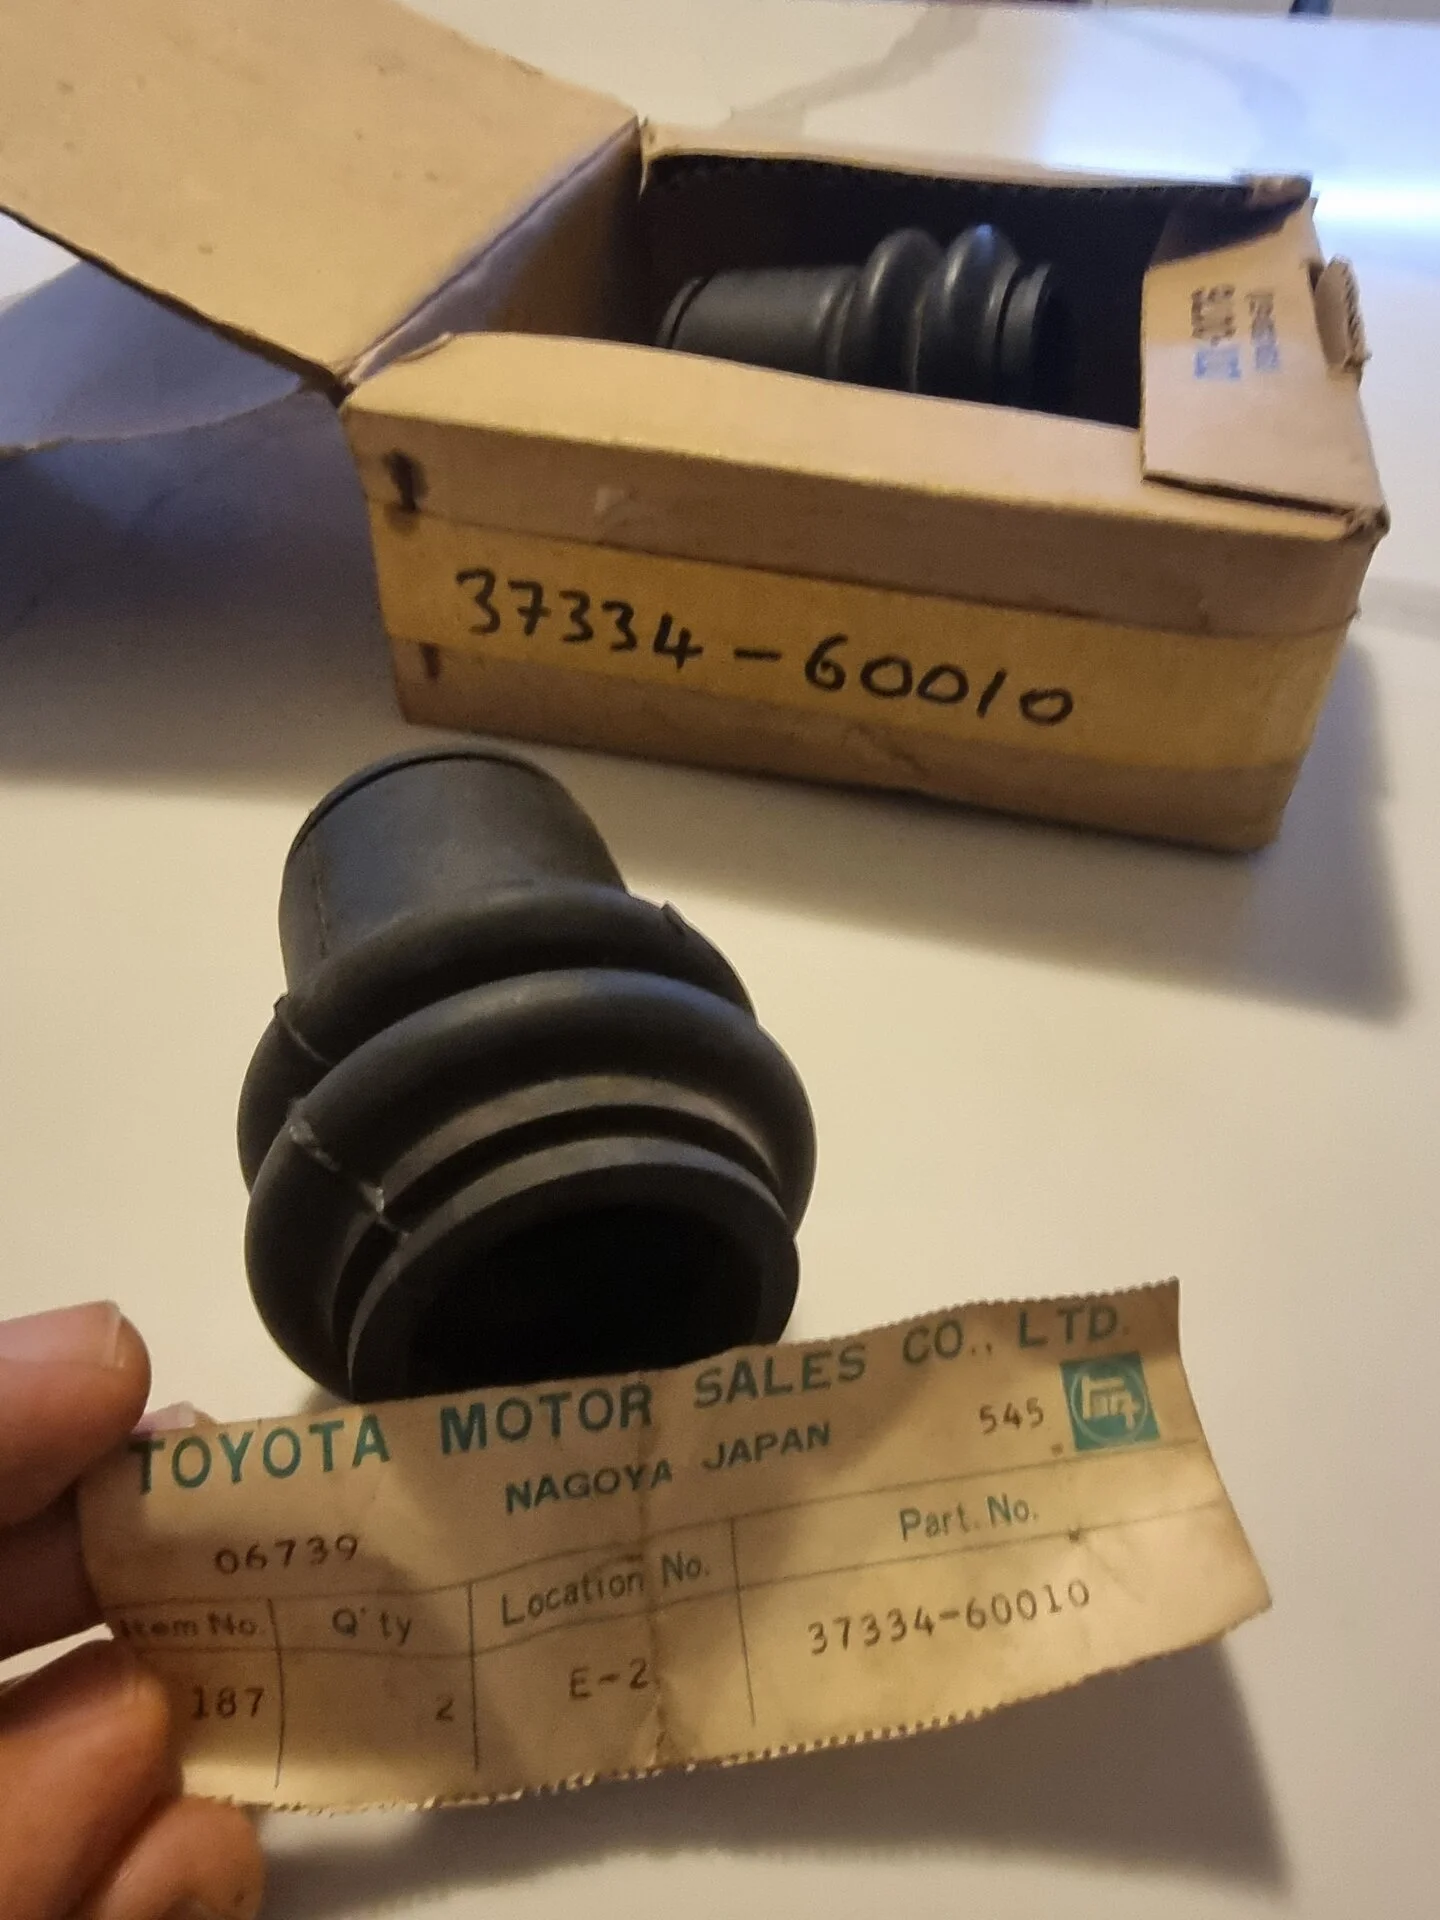 37334-60010
TOYOTA MOTOR SALES CO., LTD.
NAGOYA JAPAN
545
06739
Item No.
Q'ty
Location No.
Part. No.
187
2
E-2
37334-60010